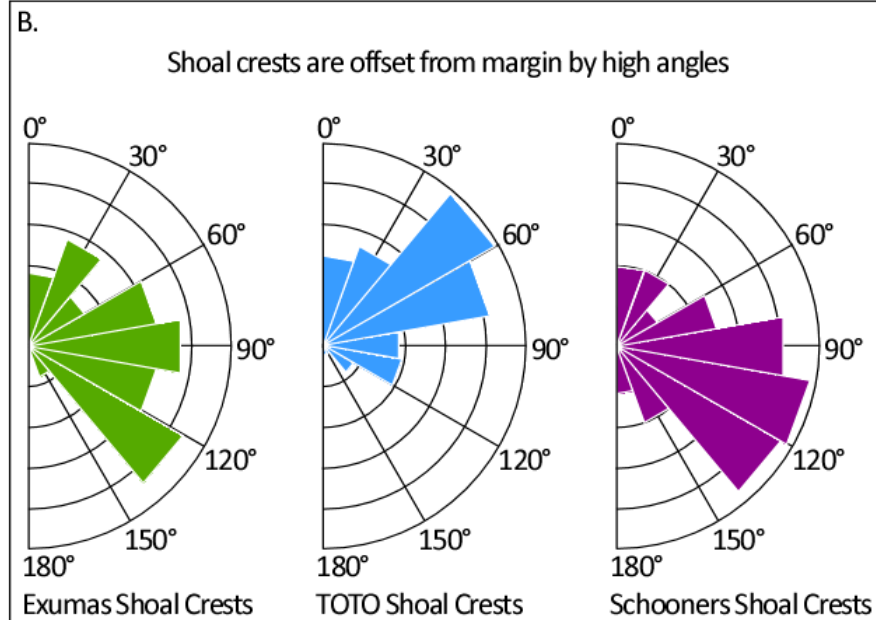 B.
Shoal crests are offset from margin by high angles
0° 0° 0°
30° 30° 30°
60° 60° 60°
90° 90° 90°
120° 120° 120°
150° 150° 150°
180° 180° 180°
Exumas Shoal Crests TOTO Shoal Crests Schooners Shoal Crests